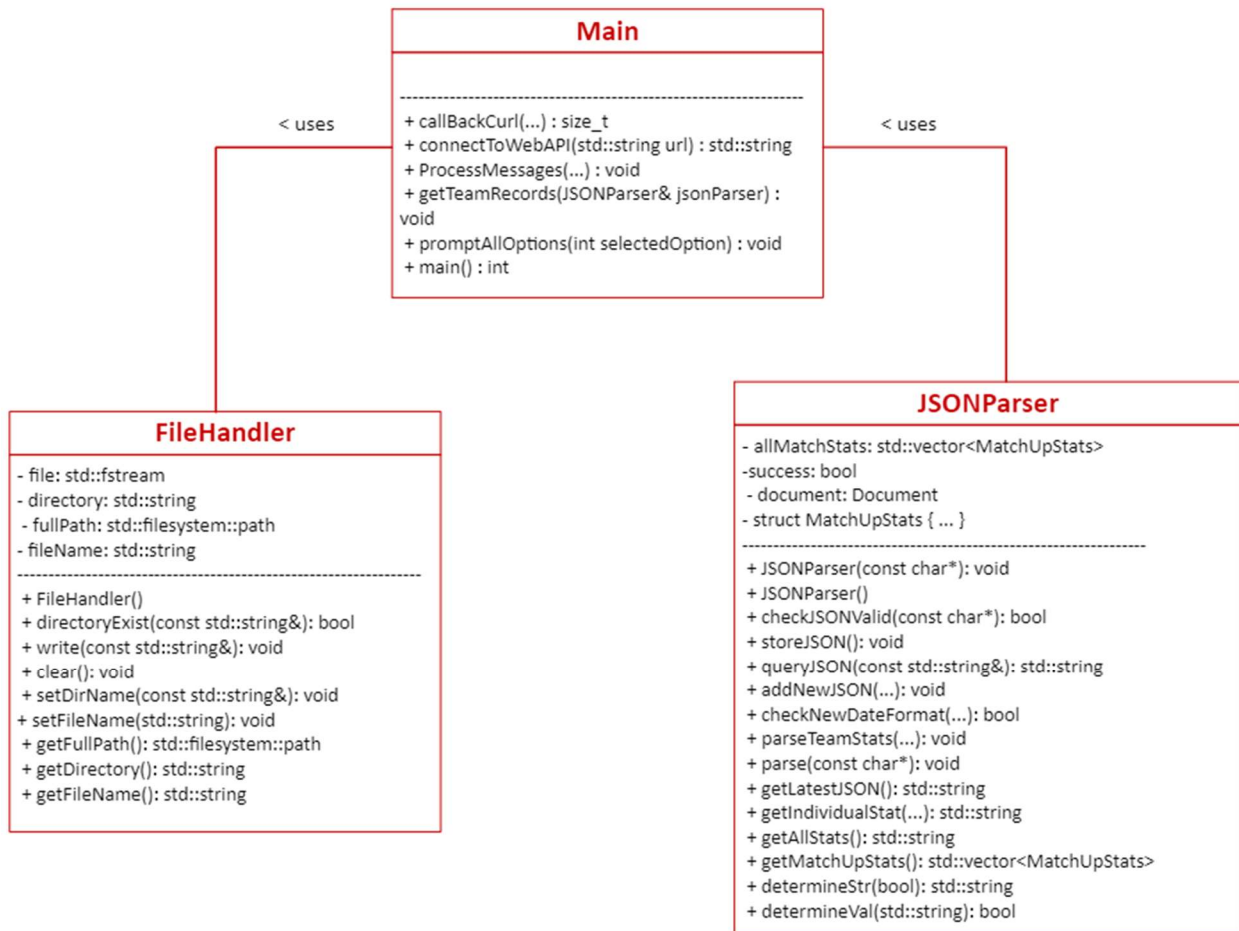 Main
-----------------------------------------------------------------
+ callBackCurl(...) : size_t
+ connectToWebAPI(std::string url) : std::string
+ ProcessMessages(...) : void
+ getTeamRecords(JSONParser& jsonParser) :
void
+ promptAllOptions(int selectedOption) : void
+ main() : int
< uses
< uses
FileHandler
- file: std::fstream
- directory: std::string
- fullPath: std::filesystem::path
- fileName: std::string
-----------------------------------------------------------------
+ FileHandler()
+ directoryExist(const std::string&): bool
+ write(const std::string&): void
+ clear(): void
+ setDirName(const std::string&): void
+ setFileName(std::string): void
+ getFullPath(): std::filesystem::path
+ getDirectory(): std::string
+ getFileName(): std::string
JSONParser
- allMatchStats: std::vector<MatchUpStats>
-success: bool
- document: Document
- struct MatchUpStats { ... }
-----------------------------------------------------------------
+ JSONParser(const char*): void
+ JSONParser()
+ checkJSONValid(const char*): bool
+ storeJSON(): void
+ queryJSON(const std::string&): std::string
+ addNewJSON(...): void
+ checkNewDateFormat(...): bool
+ parseTeamStats(...): void
+ parse(const char*): void
+ getLatestJSON(): std::string
+ getIndividualStat(...): std::string
+ getAllStats(): std::string
+ getMatchUpStats(): std::vector<MatchUpStats>
+ determineStr(bool): std::string
+ determineVal(std::string): bool